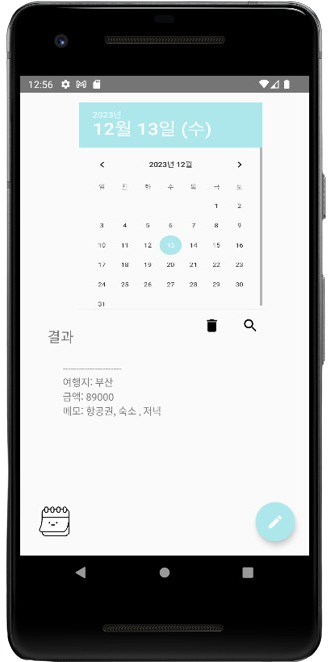 12:56
2023년
12월 13일 (수)
2023년 12월
일 월 화 수 목 금 토
1 2
3 4 5 6 7 8 9
10 11 12 13 14 15 16
17 18 19 20 21 22 23
24 25 26 27 28 29 30
31
결과
--------------------
여행지: 부산
금액: 89000
메모: 항공권, 숙소 , 저녁